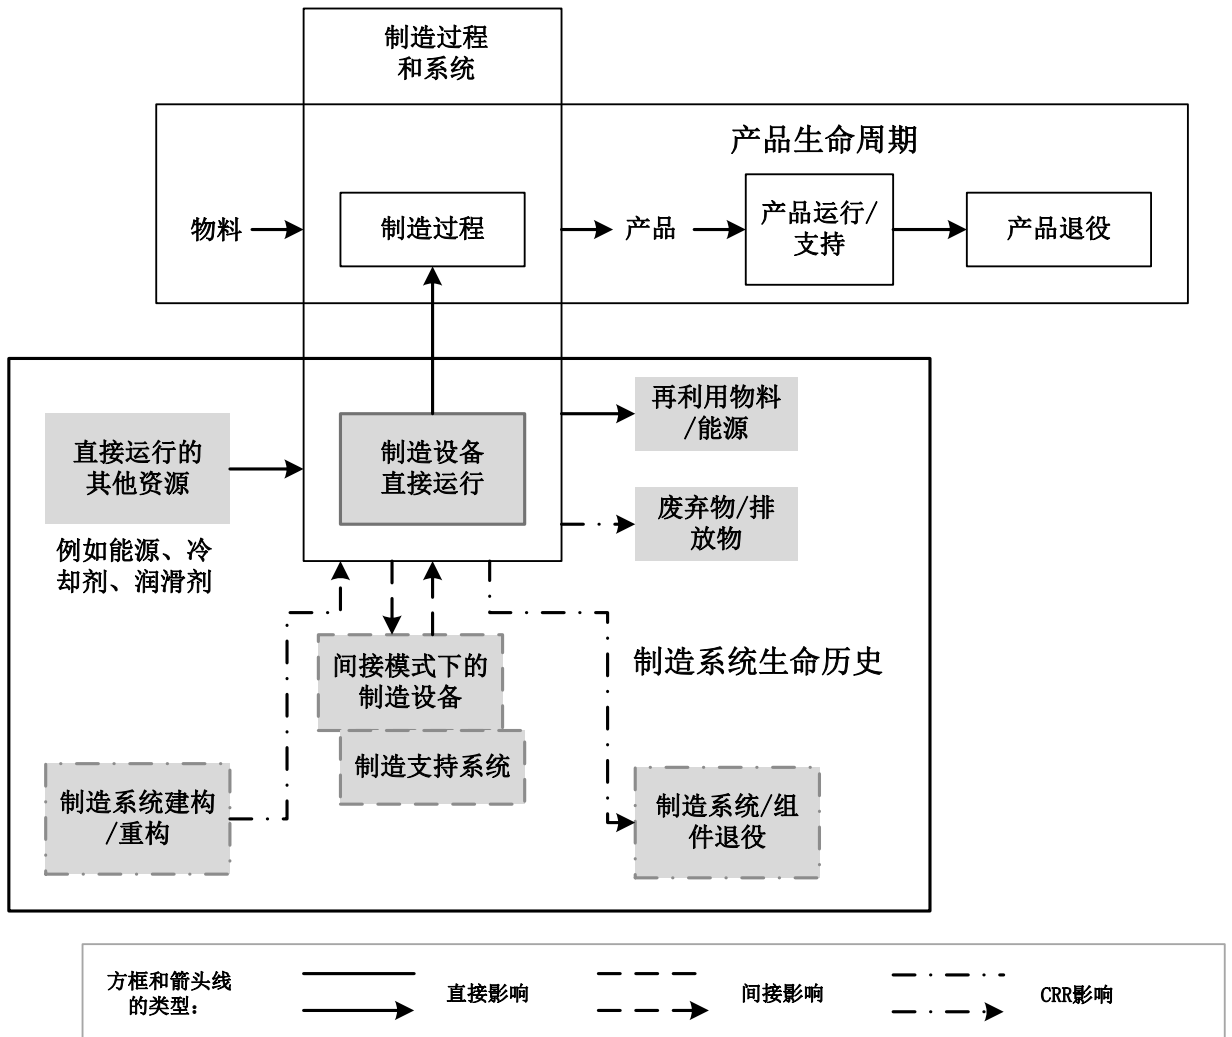 制造过程
和系统
产品生命周期
物料
制造过程
产品
产品运行/
支持
产品退役
直接运行的
其他资源
例如能源、冷
却剂、润滑剂
制造设备
直接运行
再利用物料
/能源
废弃物/排
放物
间接模式下的
制造设备
制造支持系统
制造系统生命历史
制造系统建构
/重构
制造系统/组
件退役
方框和箭头线
的类型:
直接影响
间接影响
CRR影响